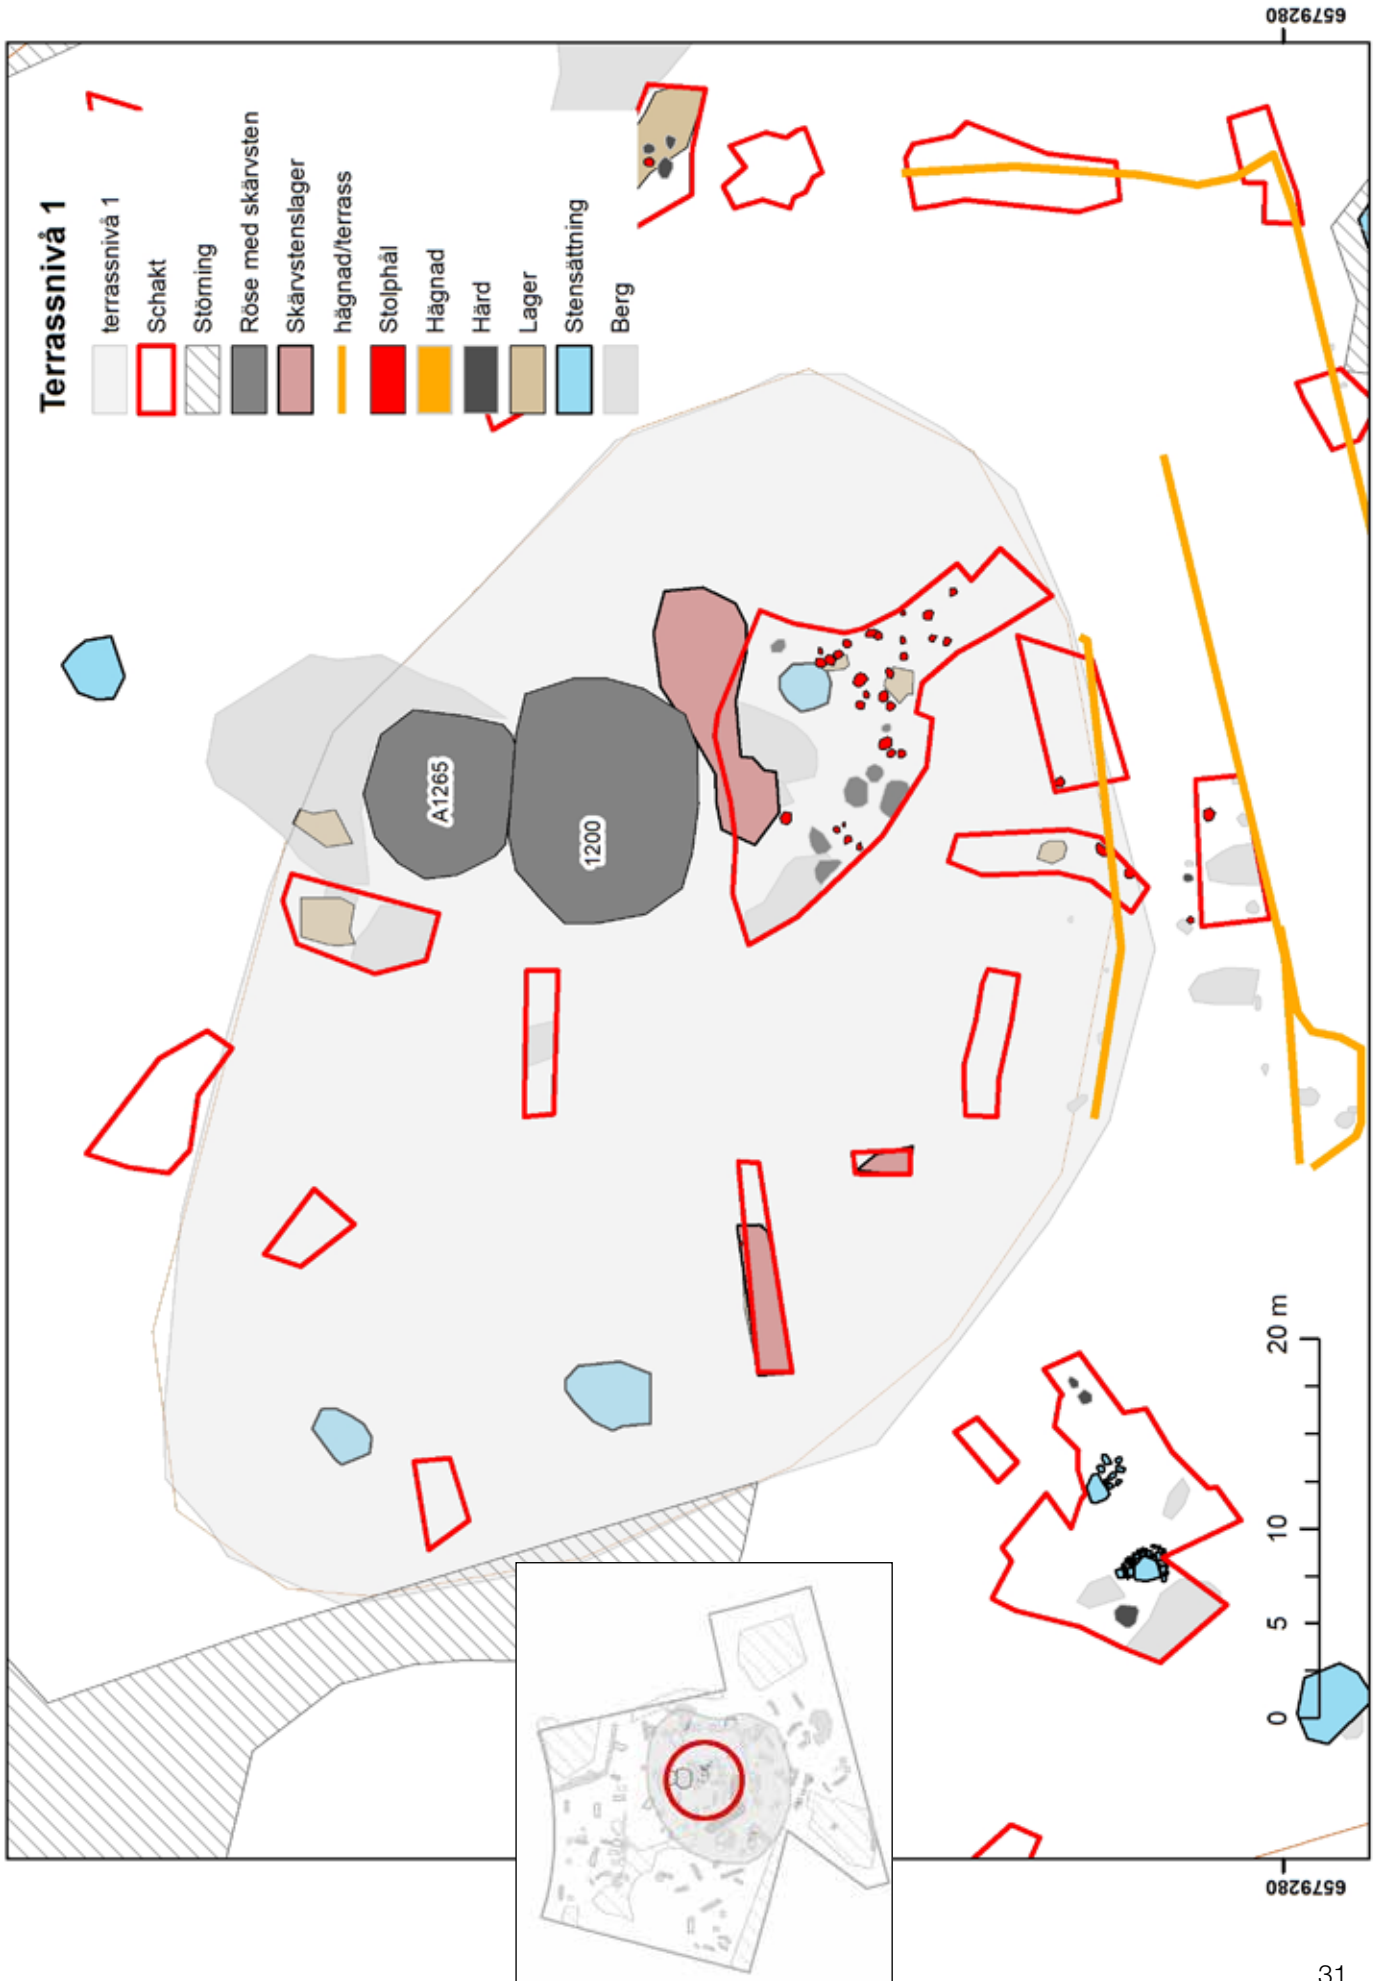 Terrassnivå 1
terrassnivå 1
Schakt
Störning
Röse med skärvsten
Skärvstenslager
hägnad/terrass
Stolphål
Hägnad
Härd
Lager
Stensättning
Berg
A1265
1200
0 5 10 20 m
6579280
6579280
31